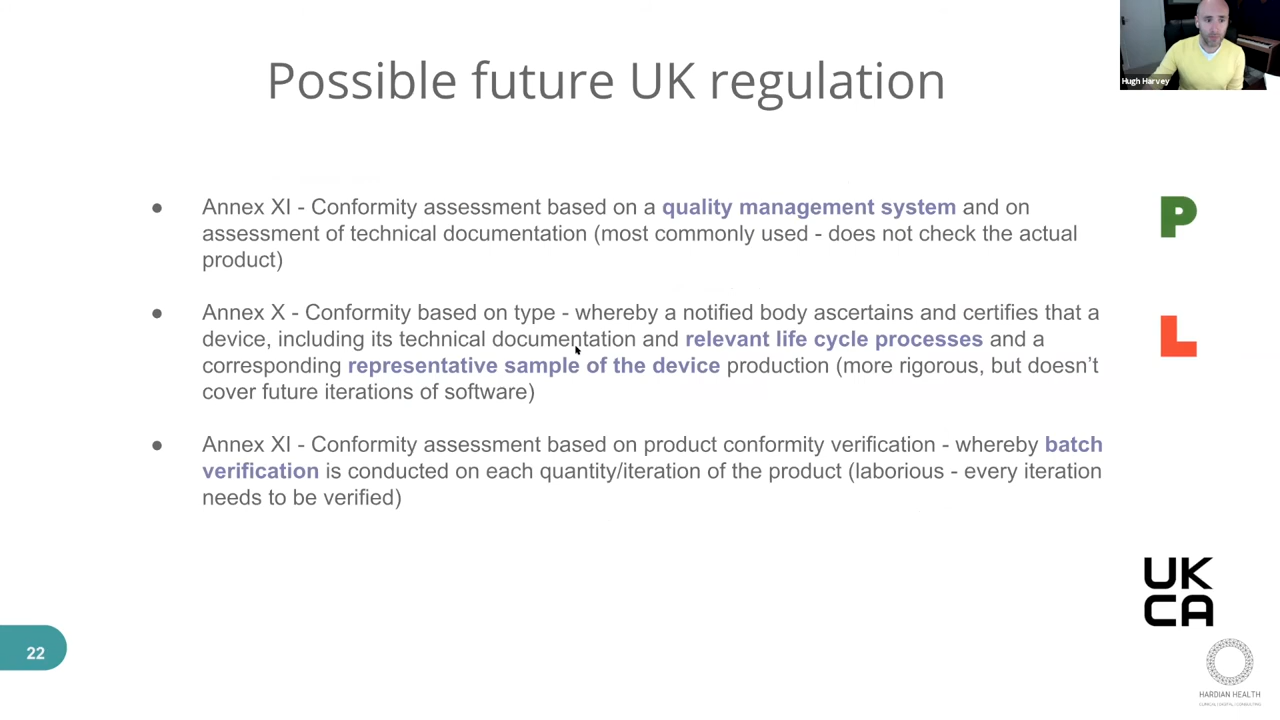 Possible future UK regulation
Hugh Harvey
● Annex XI - Conformity assessment based on a quality management system and on
assessment of technical documentation (most commonly used - does not check the actual
product)
● Annex X - Conformity based on type - whereby a notified body ascertains and certifies that a
device, including its technical documentation and relevant life cycle processes and a
corresponding representative sample of the device production (more rigorous, but doesn’t
cover future iterations of software)
● Annex XI - Conformity assessment based on product conformity verification - whereby batch
verification is conducted on each quantity/iteration of the product (laborious - every iteration
needs to be verified)
P
L
UK
CA
22
HARDIAN HEALTH
CLINICAL DIGITAL CONSULTING